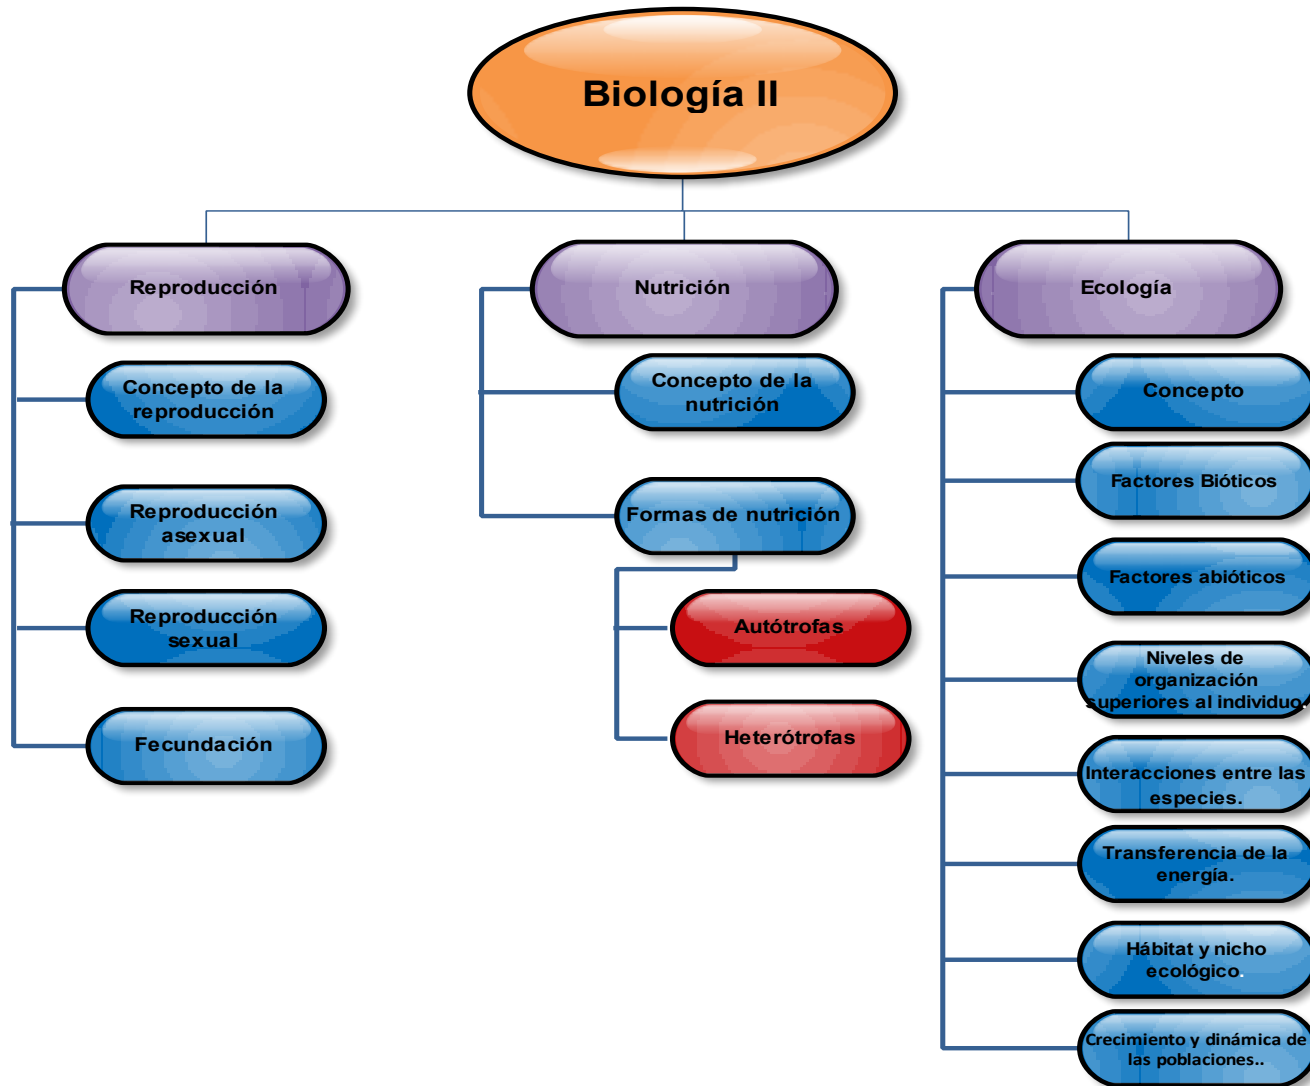 Biología II
Reproducción
Concepto de la
reproducción
Reproducción
asexual
Reproducción
sexual
Fecundación
Nutrición
Concepto de la
nutrición
Formas de nutrición
Autótrofas
Heterótrofas
Ecología
Concepto
Factores Bióticos
Factores abióticos
Niveles de
organización
superiores al individuo.
Interacciones entre las
especies.
Transferencia de la
energía.
Hábitat y nicho
ecológico.
Crecimiento y dinámica de
las poblaciones..